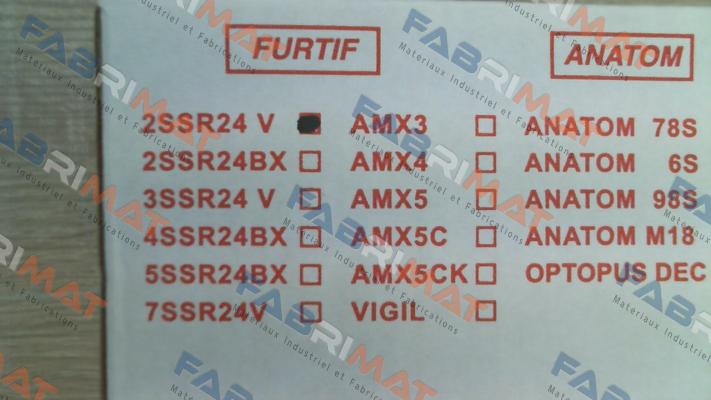 FURTIF ANATOM
2SSR24 V AMX3 ANATOM 78S
2SSR24BX AMX4 ANATOM 6S
3SSR24 V AMX5 ANATOM 98S
4SSR24BX AMX5C ANATOM M18
5SSR24BX AMX5CK OPTOPUS DEC
7SSR24V VIGIL
FABRIMAT
Materiaux Industriel et Fabrications